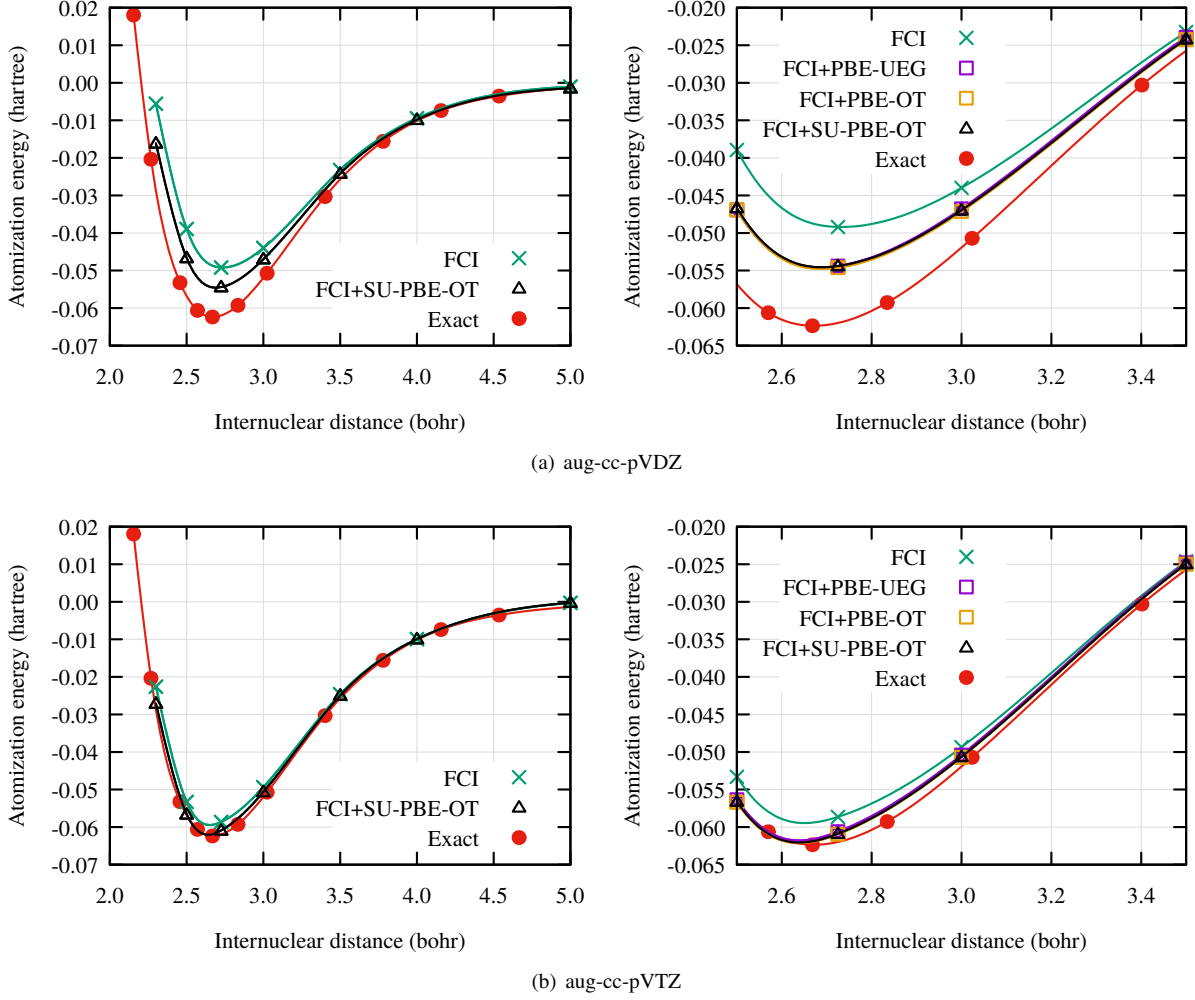 0.02
0.01
0.00
-0.01
-0.02
-0.03
-0.04
-0.05
-0.06
-0.07
2.0 2.5 3.0 3.5 4.0 4.5 5.0
Atomization energy (hartree)
Internuclear distance (bohr)
FCI
FCI+SU-PBE-OT
Exact
-0.020
-0.025
-0.030
-0.035
-0.040
-0.045
-0.050
-0.055
-0.060
-0.065
2.6 2.8 3.0 3.2 3.4
Atomization energy (hartree)
Internuclear distance (bohr)
FCI
FCI+PBE-UEG
FCI+PBE-OT
FCI+SU-PBE-OT
Exact
(a) aug-cc-pVDZ
0.02
0.01
0.00
-0.01
-0.02
-0.03
-0.04
-0.05
-0.06
-0.07
2.0 2.5 3.0 3.5 4.0 4.5 5.0
Atomization energy (hartree)
Internuclear distance (bohr)
FCI
FCI+SU-PBE-OT
Exact
-0.020
-0.025
-0.030
-0.035
-0.040
-0.045
-0.050
-0.055
-0.060
-0.065
2.6 2.8 3.0 3.2 3.4
Atomization energy (hartree)
Internuclear distance (bohr)
FCI
FCI+PBE-UEG
FCI+PBE-OT
FCI+SU-PBE-OT
Exact
(b) aug-cc-pVTZ